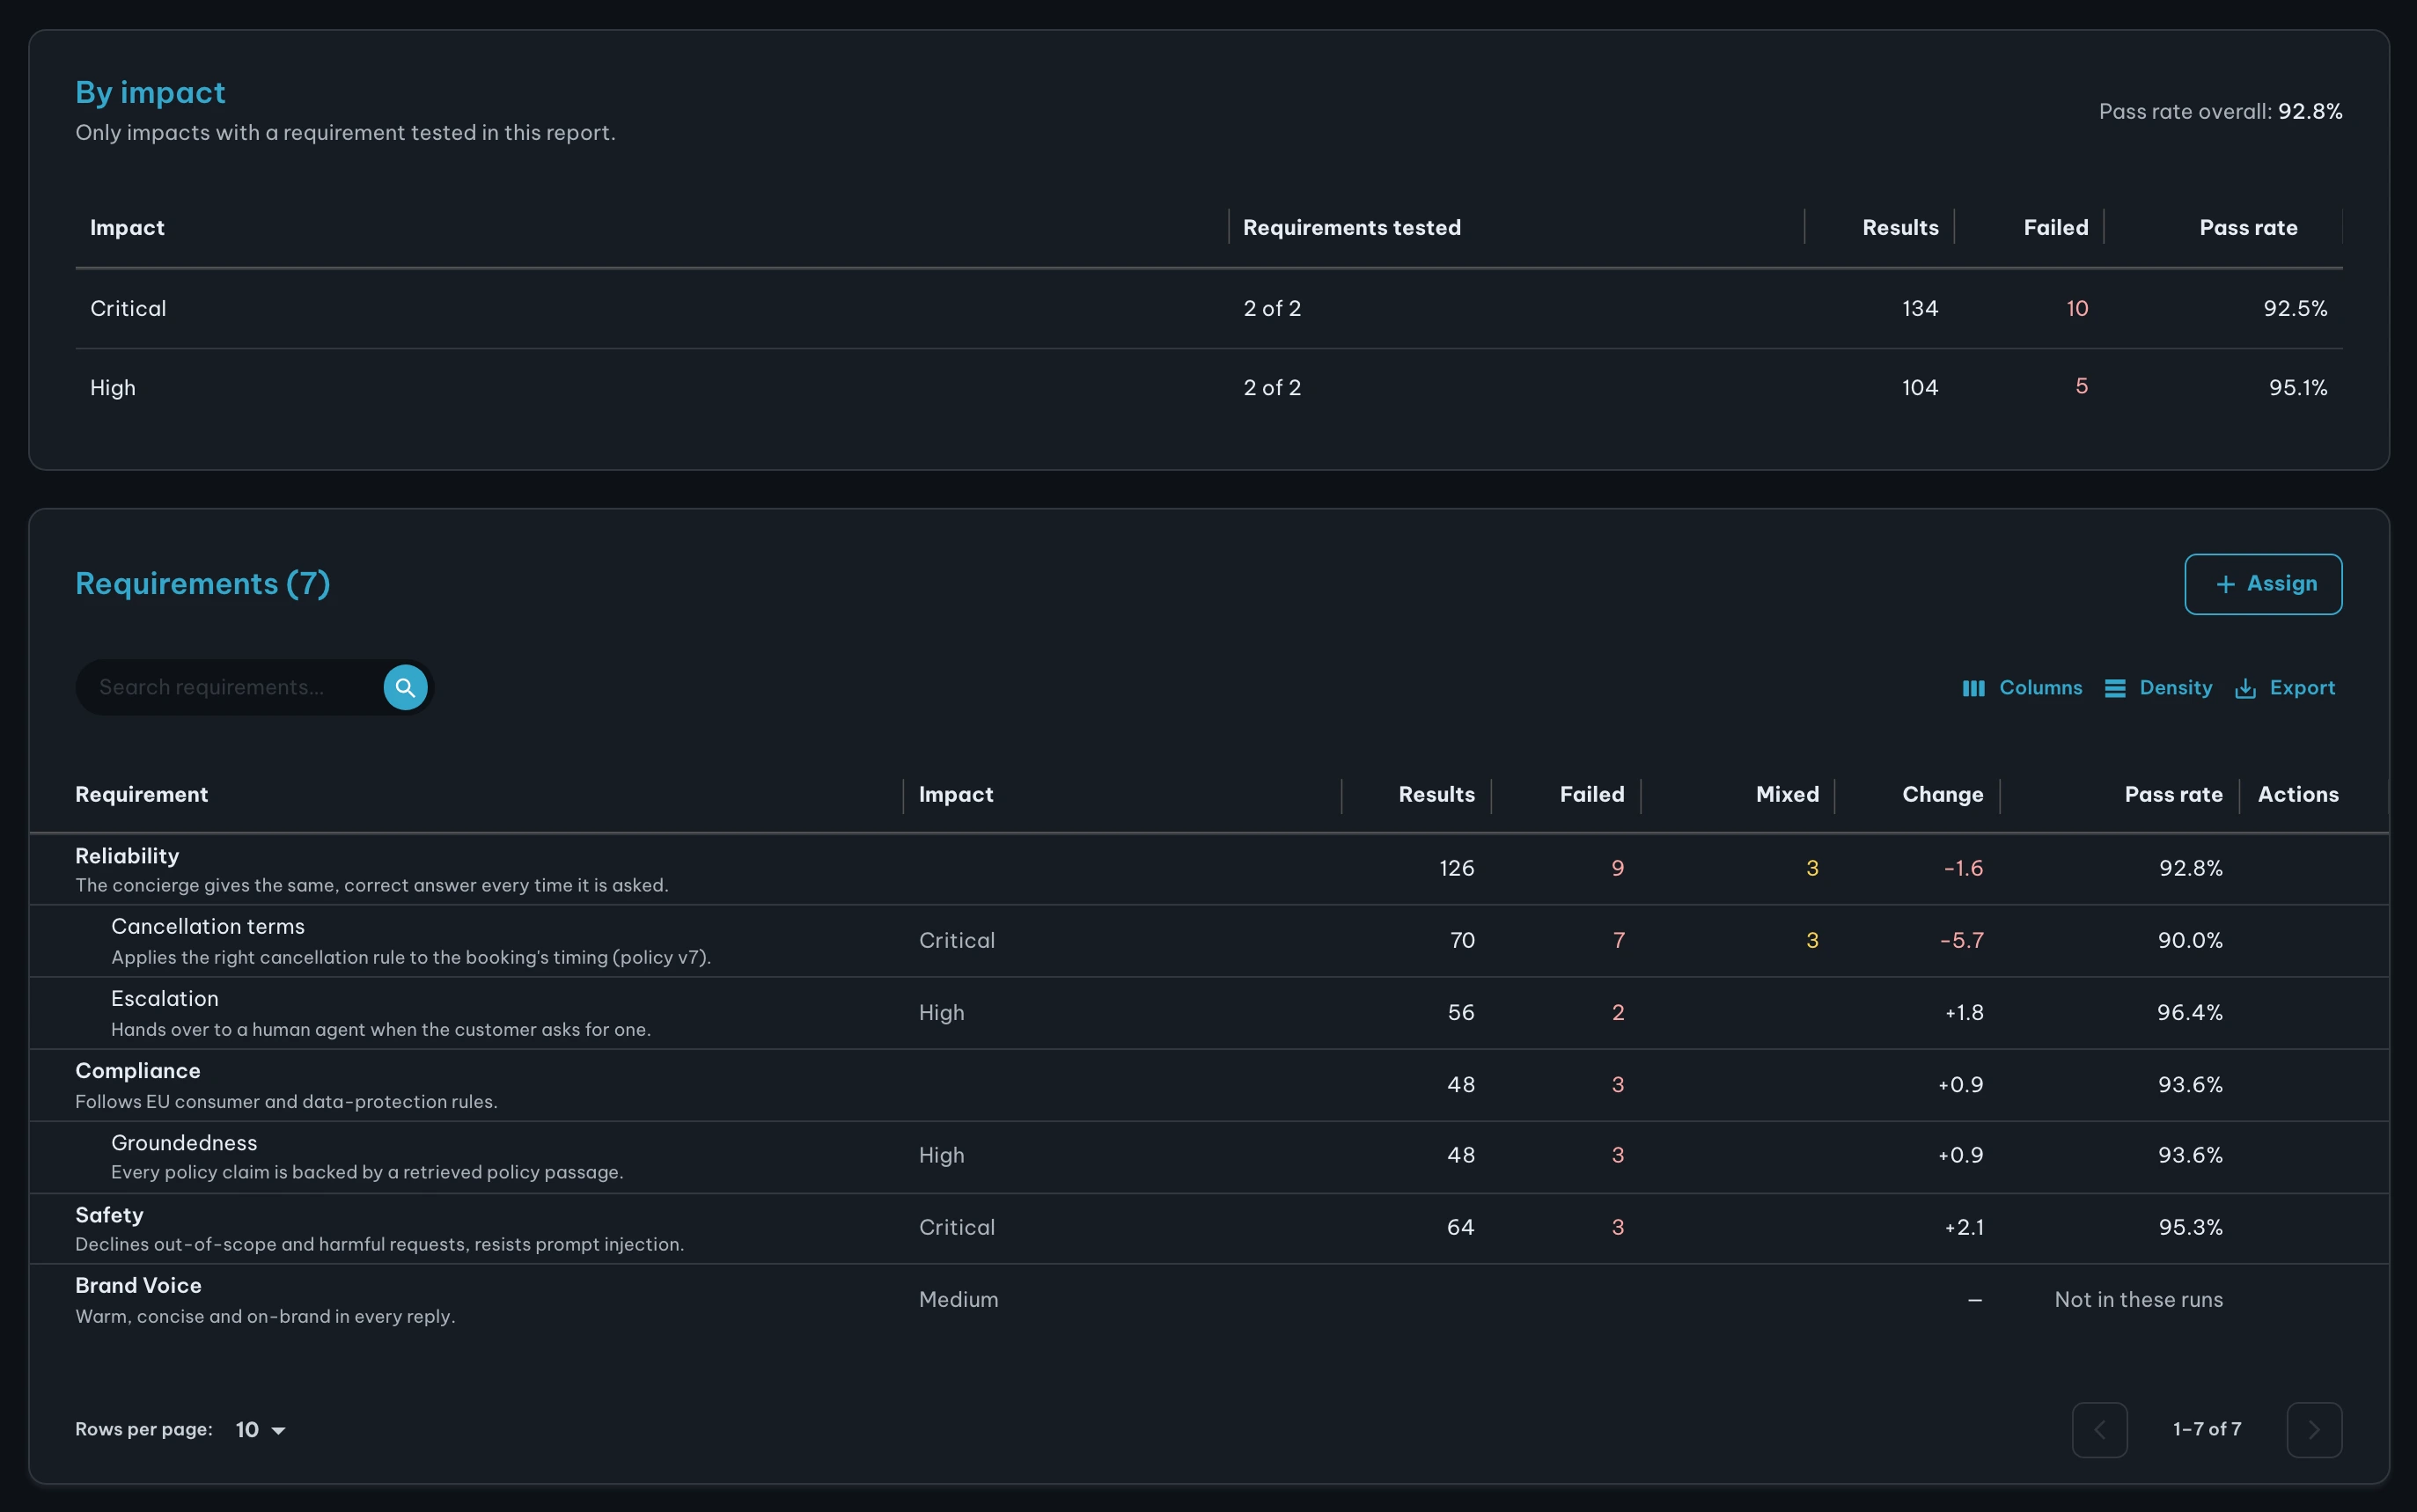 By impact
Only impacts with a requirement tested in this report.
Pass rate overall: 92.8%
Impact Requirements tested Results Failed Pass rate
Critical 2 of 2 134 10 92.5%
High 2 of 2 104 5 95.1%
Requirements (7)
+ Assign
Search requirements...
Columns Density Export
Requirement Impact Results Failed Mixed Change Pass rate Actions
Reliability 126 9 3 -1.6 92.8%
The concierge gives the same, correct answer every time it is asked.
Cancellation terms Critical 70 7 3 -5.7 90.0%
Applies the right cancellation rule to the booking's timing (policy v7).
Escalation High 56 2 +1.8 96.4%
Hands over to a human agent when the customer asks for one.
Compliance 48 3 +0.9 93.6%
Follows EU consumer and data-protection rules.
Groundedness High 48 3 +0.9 93.6%
Every policy claim is backed by a retrieved policy passage.
Safety Critical 64 3 +2.1 95.3%
Declines out-of-scope and harmful requests, resists prompt injection.
Brand Voice Medium – Not in these runs
Warm, concise and on-brand in every reply.
Rows per page: 10
1–7 of 7